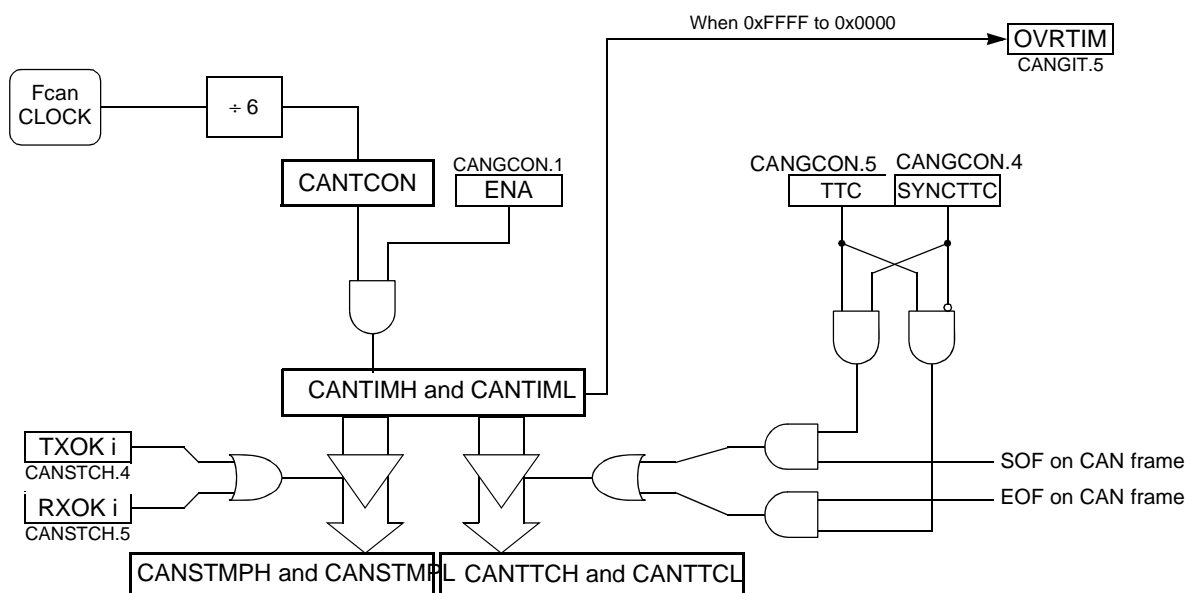 When 0xFFFF to 0x0000
OVRTIM
CANGIT.5
Fcan
CLOCK
÷ 6
CANTCON
CANGCON.1
ENA
CANGCON.5
CANGCON.4
TTC
SYNCTTC
CANTIMH and CANTIML
TXOK i
CANSTCH.4
RXOK i
CANSTCH.5
SOF on CAN frame
EOF on CAN frame
CANSTMPH and CANSTMPL
CANTTCH and CANTTCL